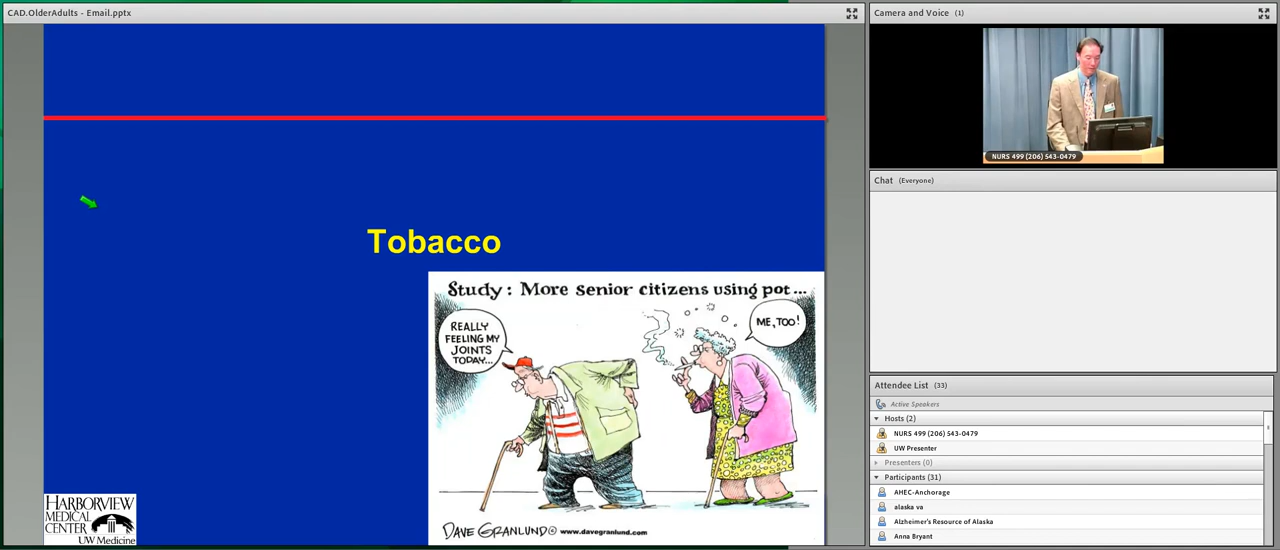 CAD.OlderAdults - Email.pptx
Tobacco
Study: More senior citizens using pot...
REALLY
FEELING MY
JOINTS
TODAY...
ME, TOO!
DAVE GRANLUND© www.davegranlund.com
HARBORVIEW
MEDICAL
CENTER
UW Medicine
Camera and Voice (1)
NURS 499 (206) 543-0479
Chat (Everyone)
Attendee List (33)
Active Speakers
Hosts (2)
NURS 499 (206) 543-0479
UW Presenter
Presenters (0)
Participants (31)
AHEC-Anchorage
alaska va
Alzheimer's Resource of Alaska
Anna Bryant